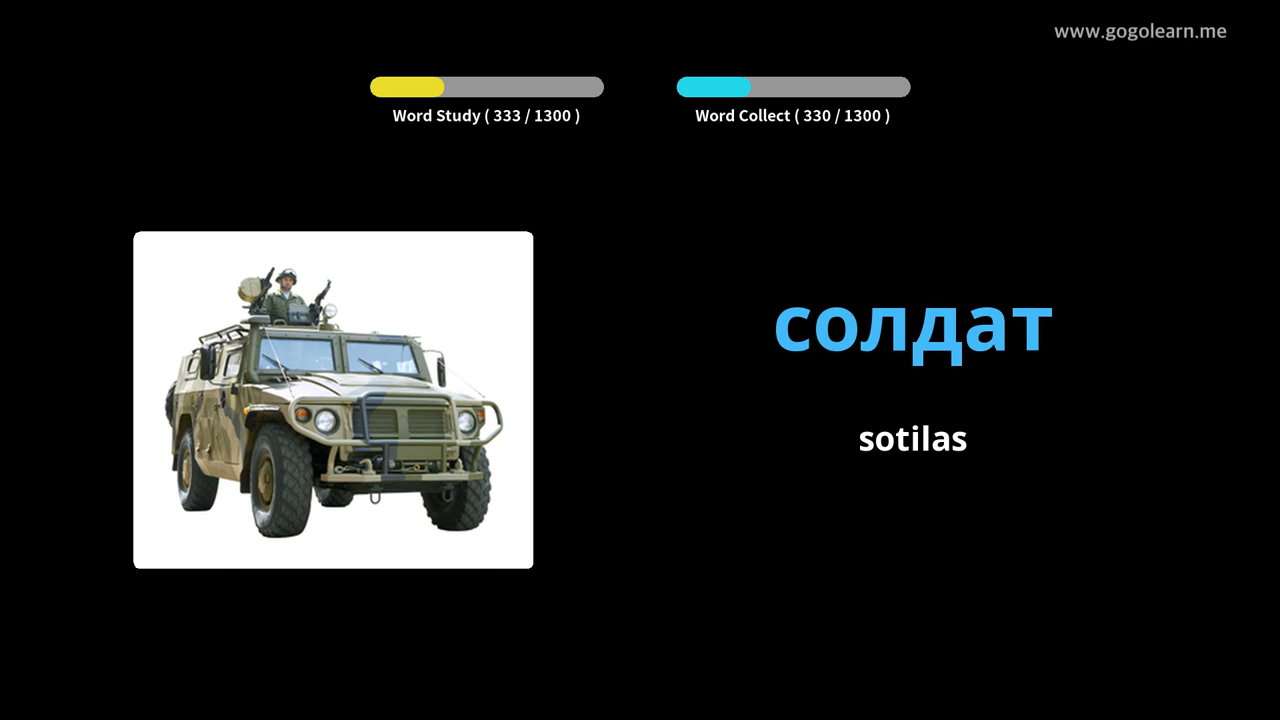 www.gogolearn.me
Word Study ( 333 / 1300 )
Word Collect ( 330 / 1300 )
солдат
sotilas